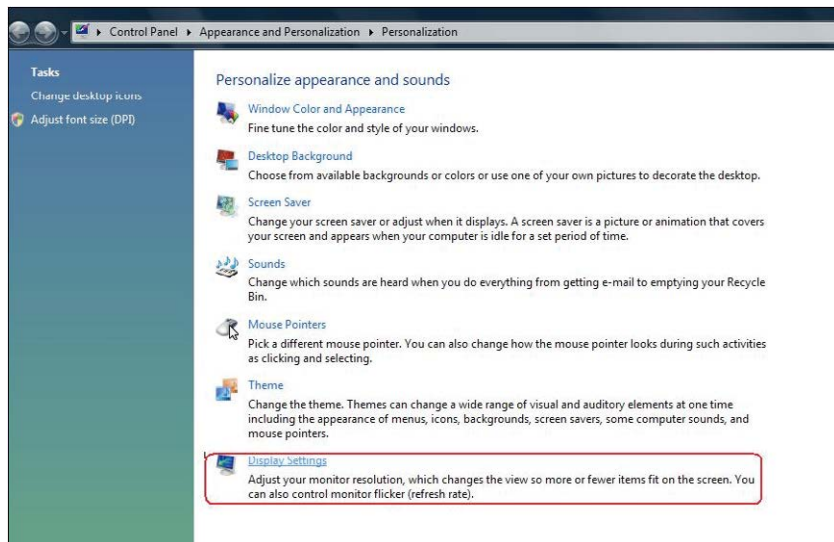 Control Panel ▸ Appearance and Personalization ▸ Personalization
Tasks
Change desktop icons
Adjust font size (DPI)
Personalize appearance and sounds
Window Color and Appearance
Fine tune the color and style of your windows.
Desktop Background
Choose from available backgrounds or colors or use one of your own pictures to decorate the desktop.
Screen Saver
Change your screen saver or adjust when it displays. A screen saver is a picture or animation that covers
your screen and appears when your computer is idle for a set period of time.
Sounds
Change which sounds are heard when you do everything from getting e-mail to emptying your Recycle
Bin.
Mouse Pointers
Pick a different mouse pointer. You can also change how the mouse pointer looks during such activities
as clicking and selecting.
Theme
Change the theme. Themes can change a wide range of visual and auditory elements at one time
including the appearance of menus, icons, backgrounds, screen savers, some computer sounds, and
mouse pointers.
Display Settings
Adjust your monitor resolution, which changes the view so more or fewer items fit on the screen. You
can also control monitor flicker (refresh rate).